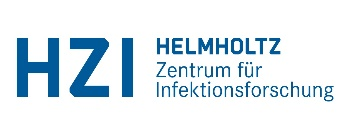 HZI
HELMHOLTZ
Zentrum für
Infektionsforschung